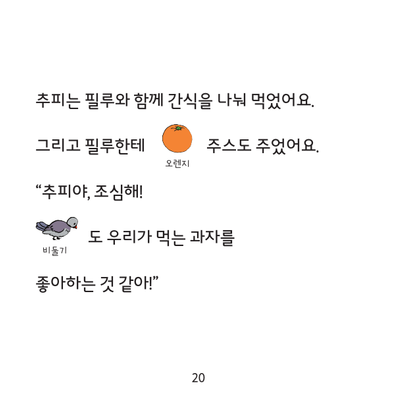 추피는 필루와 함께 간식을 나눠 먹었어요.
그리고 필루한테 오렌지 주스도 주었어요.
“추피야, 조심해!
비둘기 도 우리가 먹는 과자를
좋아하는 것 같아!”
20